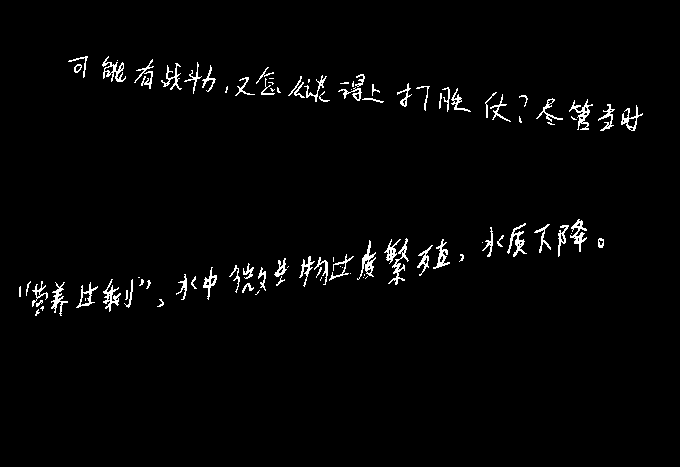 可能有战斗力，又怎么谈得上打胜仗？尽管当时
“营养过剩”，水中微生物过度繁殖，水质下降。